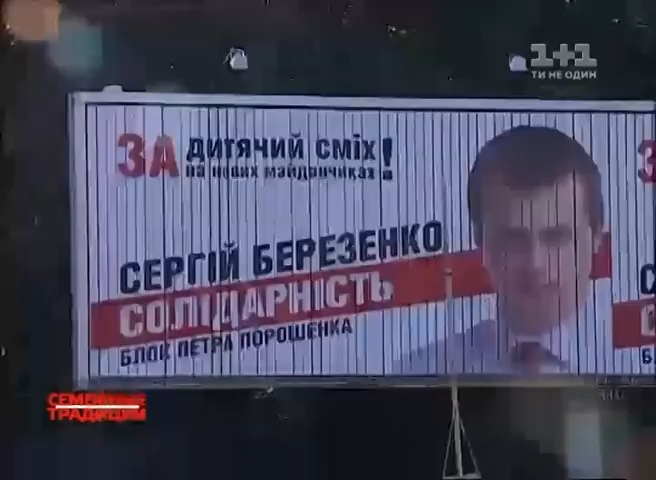 1+1
ТИ НЕ ОДИН
ЗА ДИТЯЧИЙ СМІХ
на нових майданчиках!
СЕРГІЙ БЕРЕЗЕНКО
СОЛІДАРНІСТЬ
БЛОК ПЕТРА ПОРОШЕНКА
СЕМЕЙНЫЕ
ТРАДИЦИИ